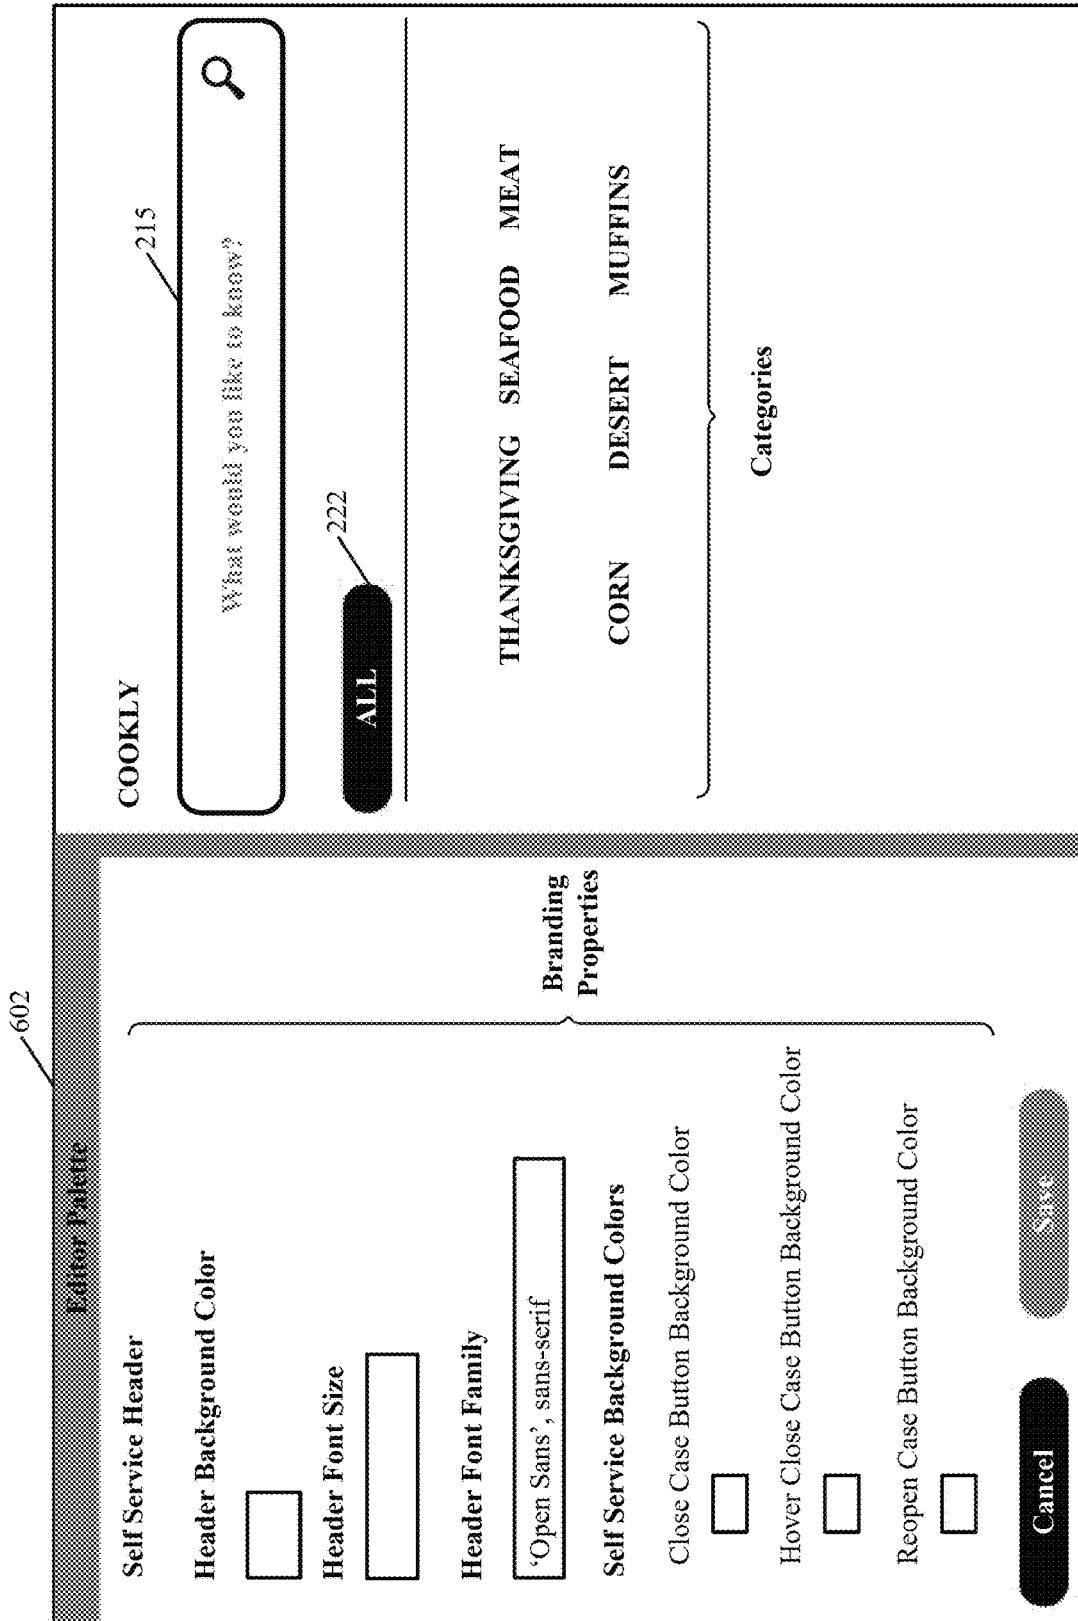 602
Editor Palette
Self Service Header
Header Background Color
Header Font Size
Header Font Family
‘Open Sans’, sans-serif
Self Service Background Colors
Close Case Button Background Color
Hover Close Case Button Background Color
Reopen Case Button Background Color
Cancel
Save
Branding
Properties
COOKLY
215
What would you like to know?
ALL
222
THANKSGIVING SEAFOOD MEAT
CORN DESERT MUFFINS
Categories